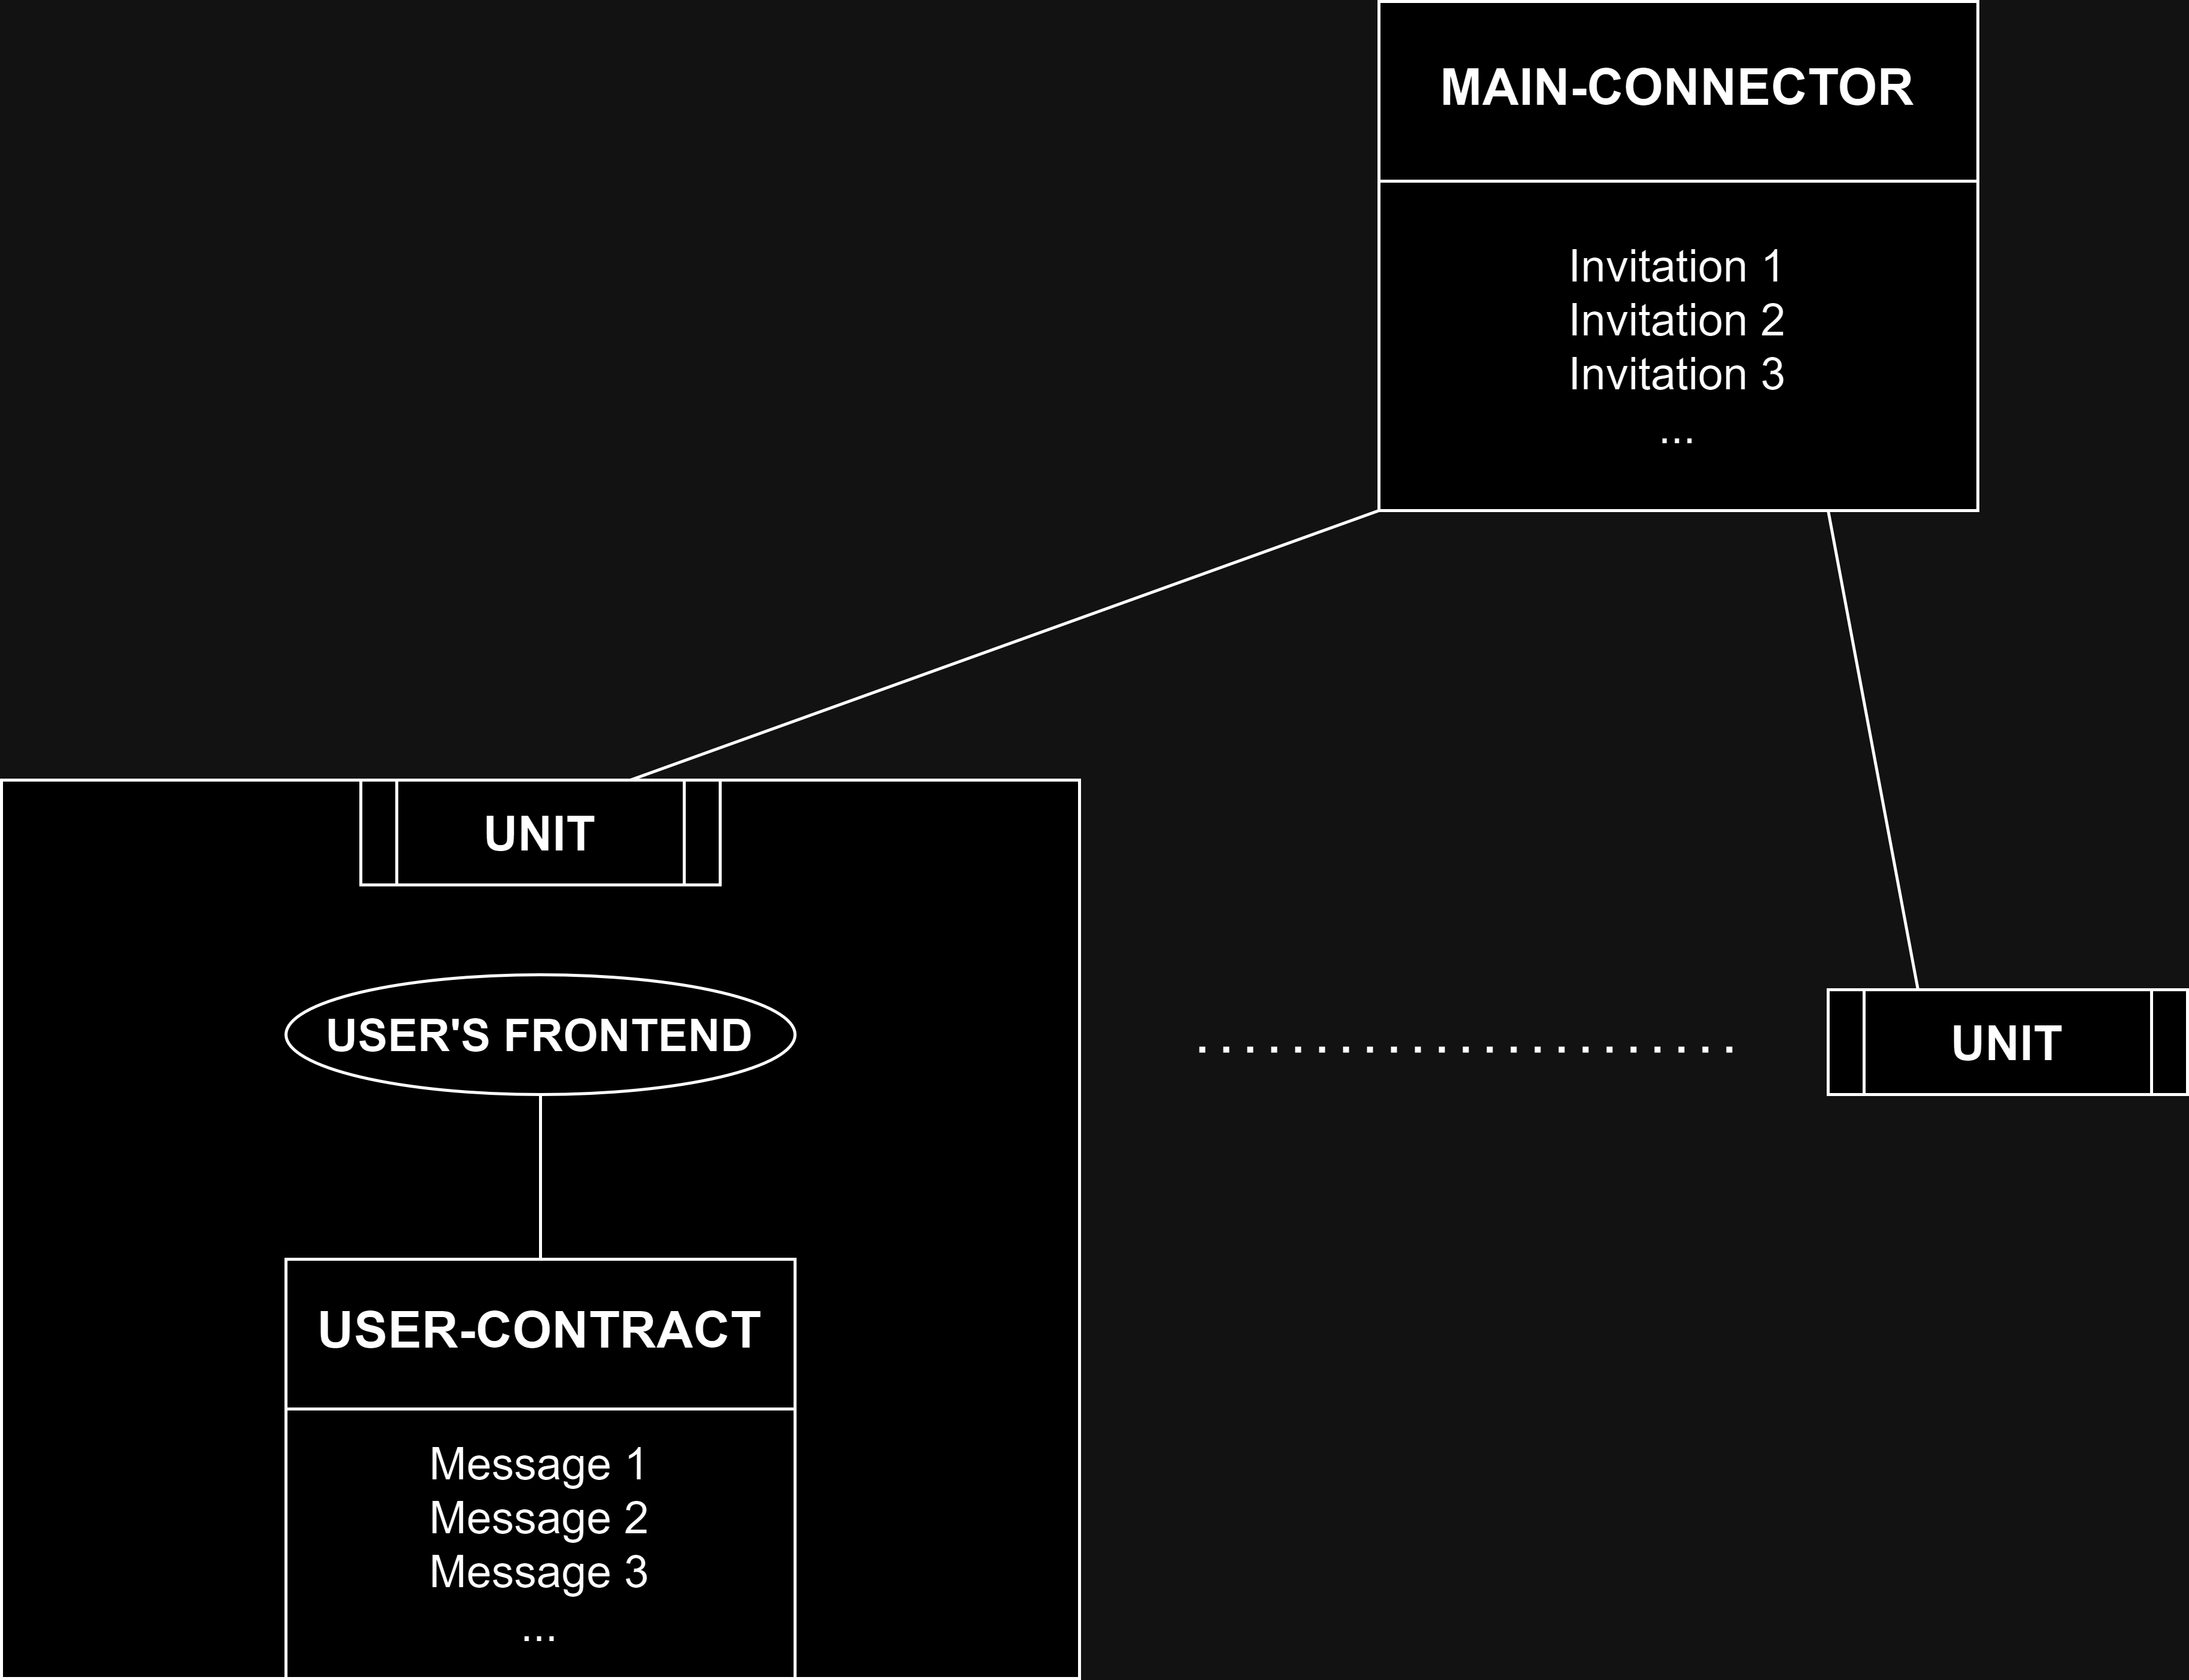 MAIN-CONNECTOR
Invitation 1
Invitation 2
Invitation 3
...
UNIT
USER'S FRONTEND
. . . . . . . . . . . . . . . . . . . . . . .
UNIT
USER-CONTRACT
Message 1
Message 2
Message 3
...